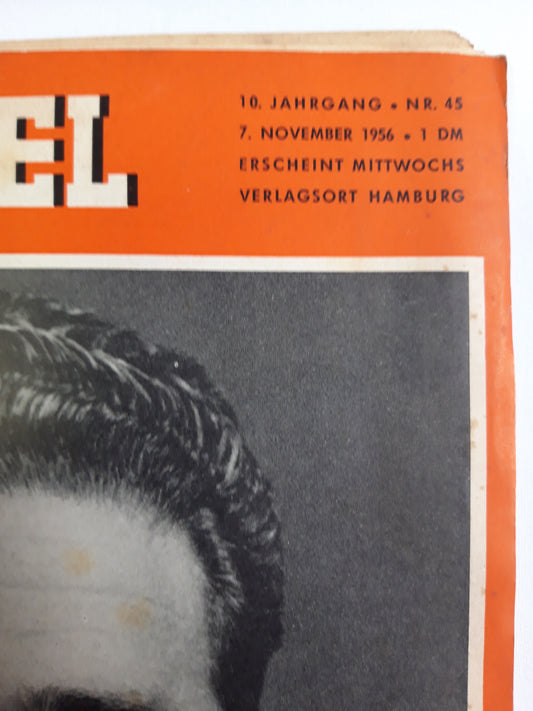 EL
10. JAHRGANG • NR. 45
7. NOVEMBER 1956 • 1 DM
ERSCHEINT MITTWOCHS
VERLAGSORT HAMBURG